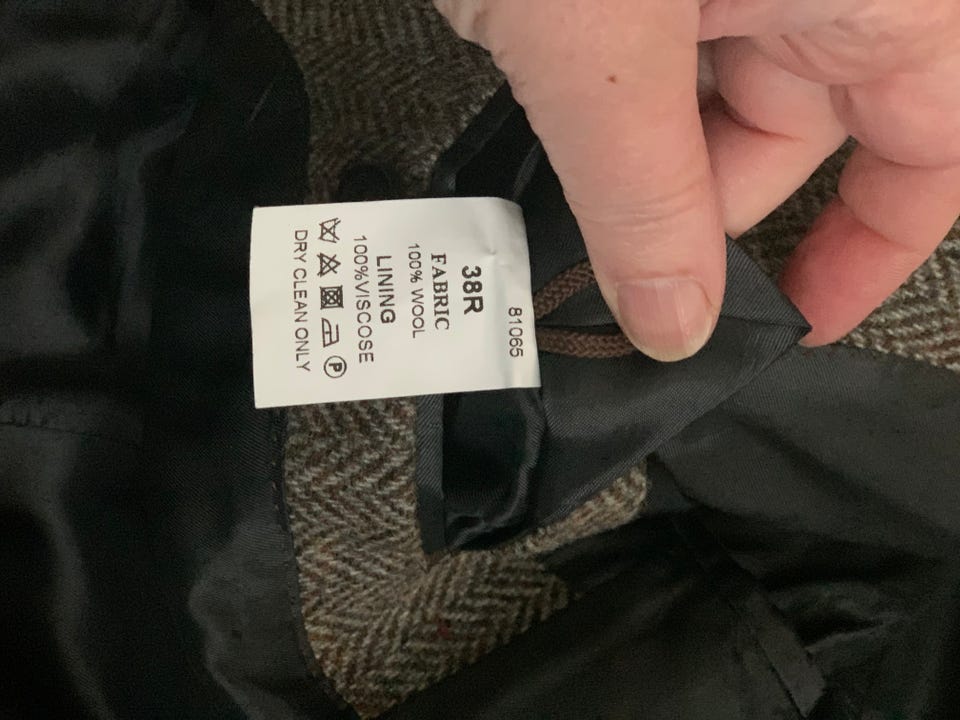 81065
38R
FABRIC
100% WOOL
LINING
100%VISCOSE
P
DRY CLEAN ONLY